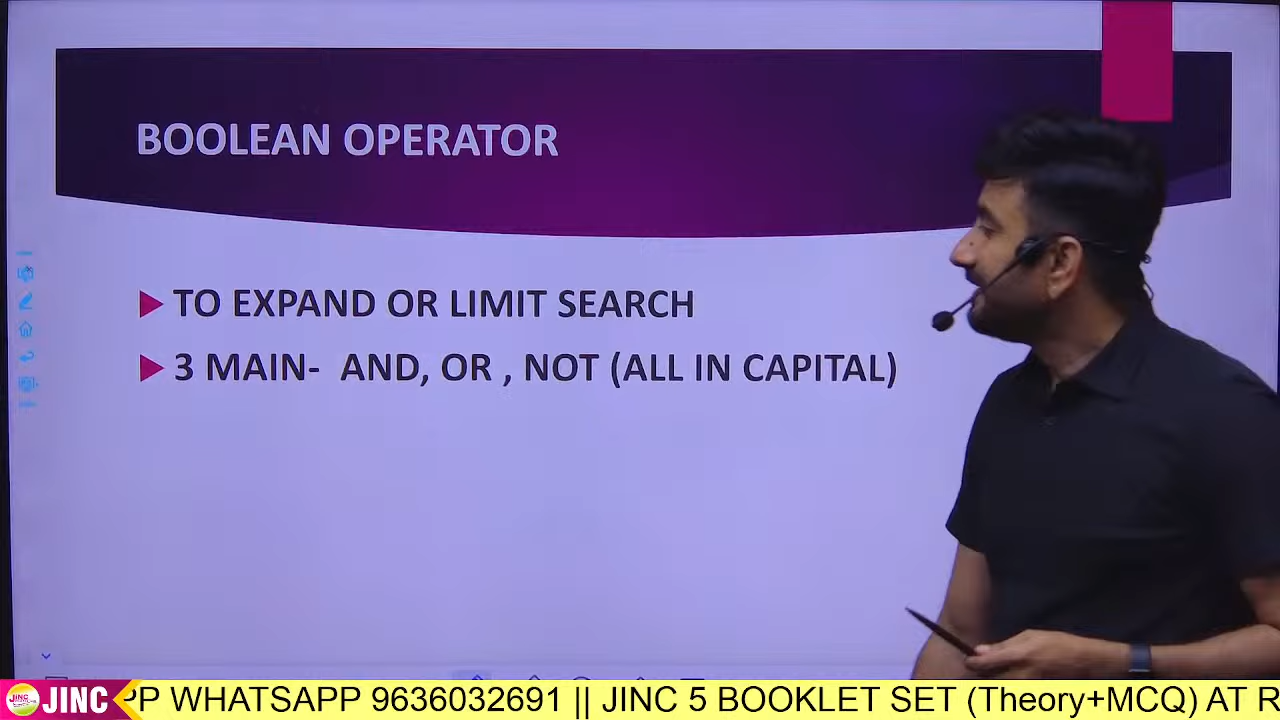 BOOLEAN OPERATOR
TO EXPAND OR LIMIT SEARCH
3 MAIN- AND, OR , NOT (ALL IN CAPITAL)
JINC
PP WHATSAPP 9636032691 || JINC 5 BOOKLET SET (Theory+MCQ) AT R